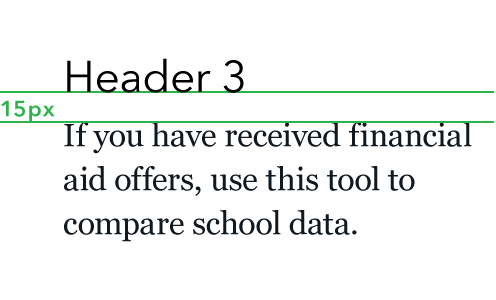 Header 3
15px
If you have received financial
aid offers, use this tool to
compare school data.